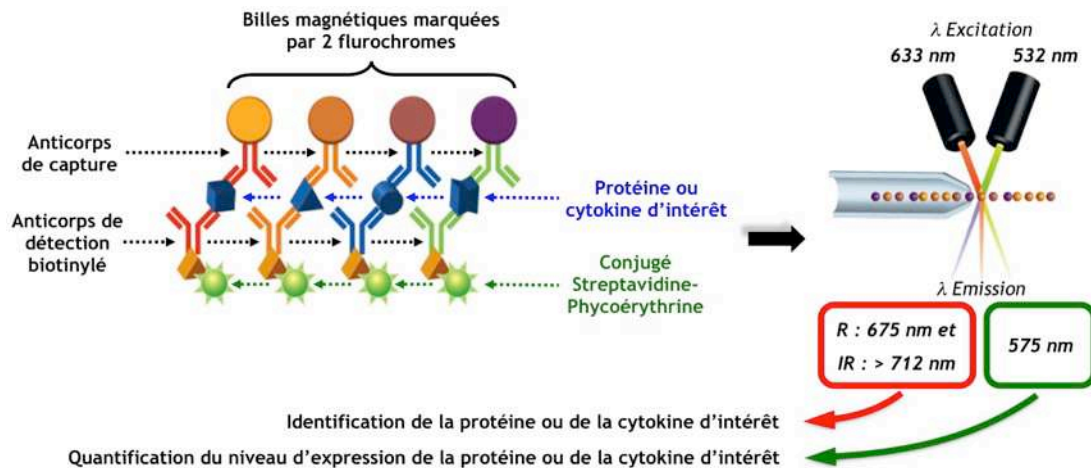 Billes magnétiques marquées
par 2 flurochromes
λ Excitation
633 nm
532 nm
Anticorps
de capture
Protéine ou
cytokine d'intérêt
Anticorps de
détection
biotinylé
Conjugé
Streptavidine-
Phycoérythrine
λ Emission
R : 675 nm et
IR : > 712 nm
575 nm
Identification de la protéine ou de la cytokine d'intérêt
Quantification du niveau d'expression de la protéine ou de la cytokine d'intérêt